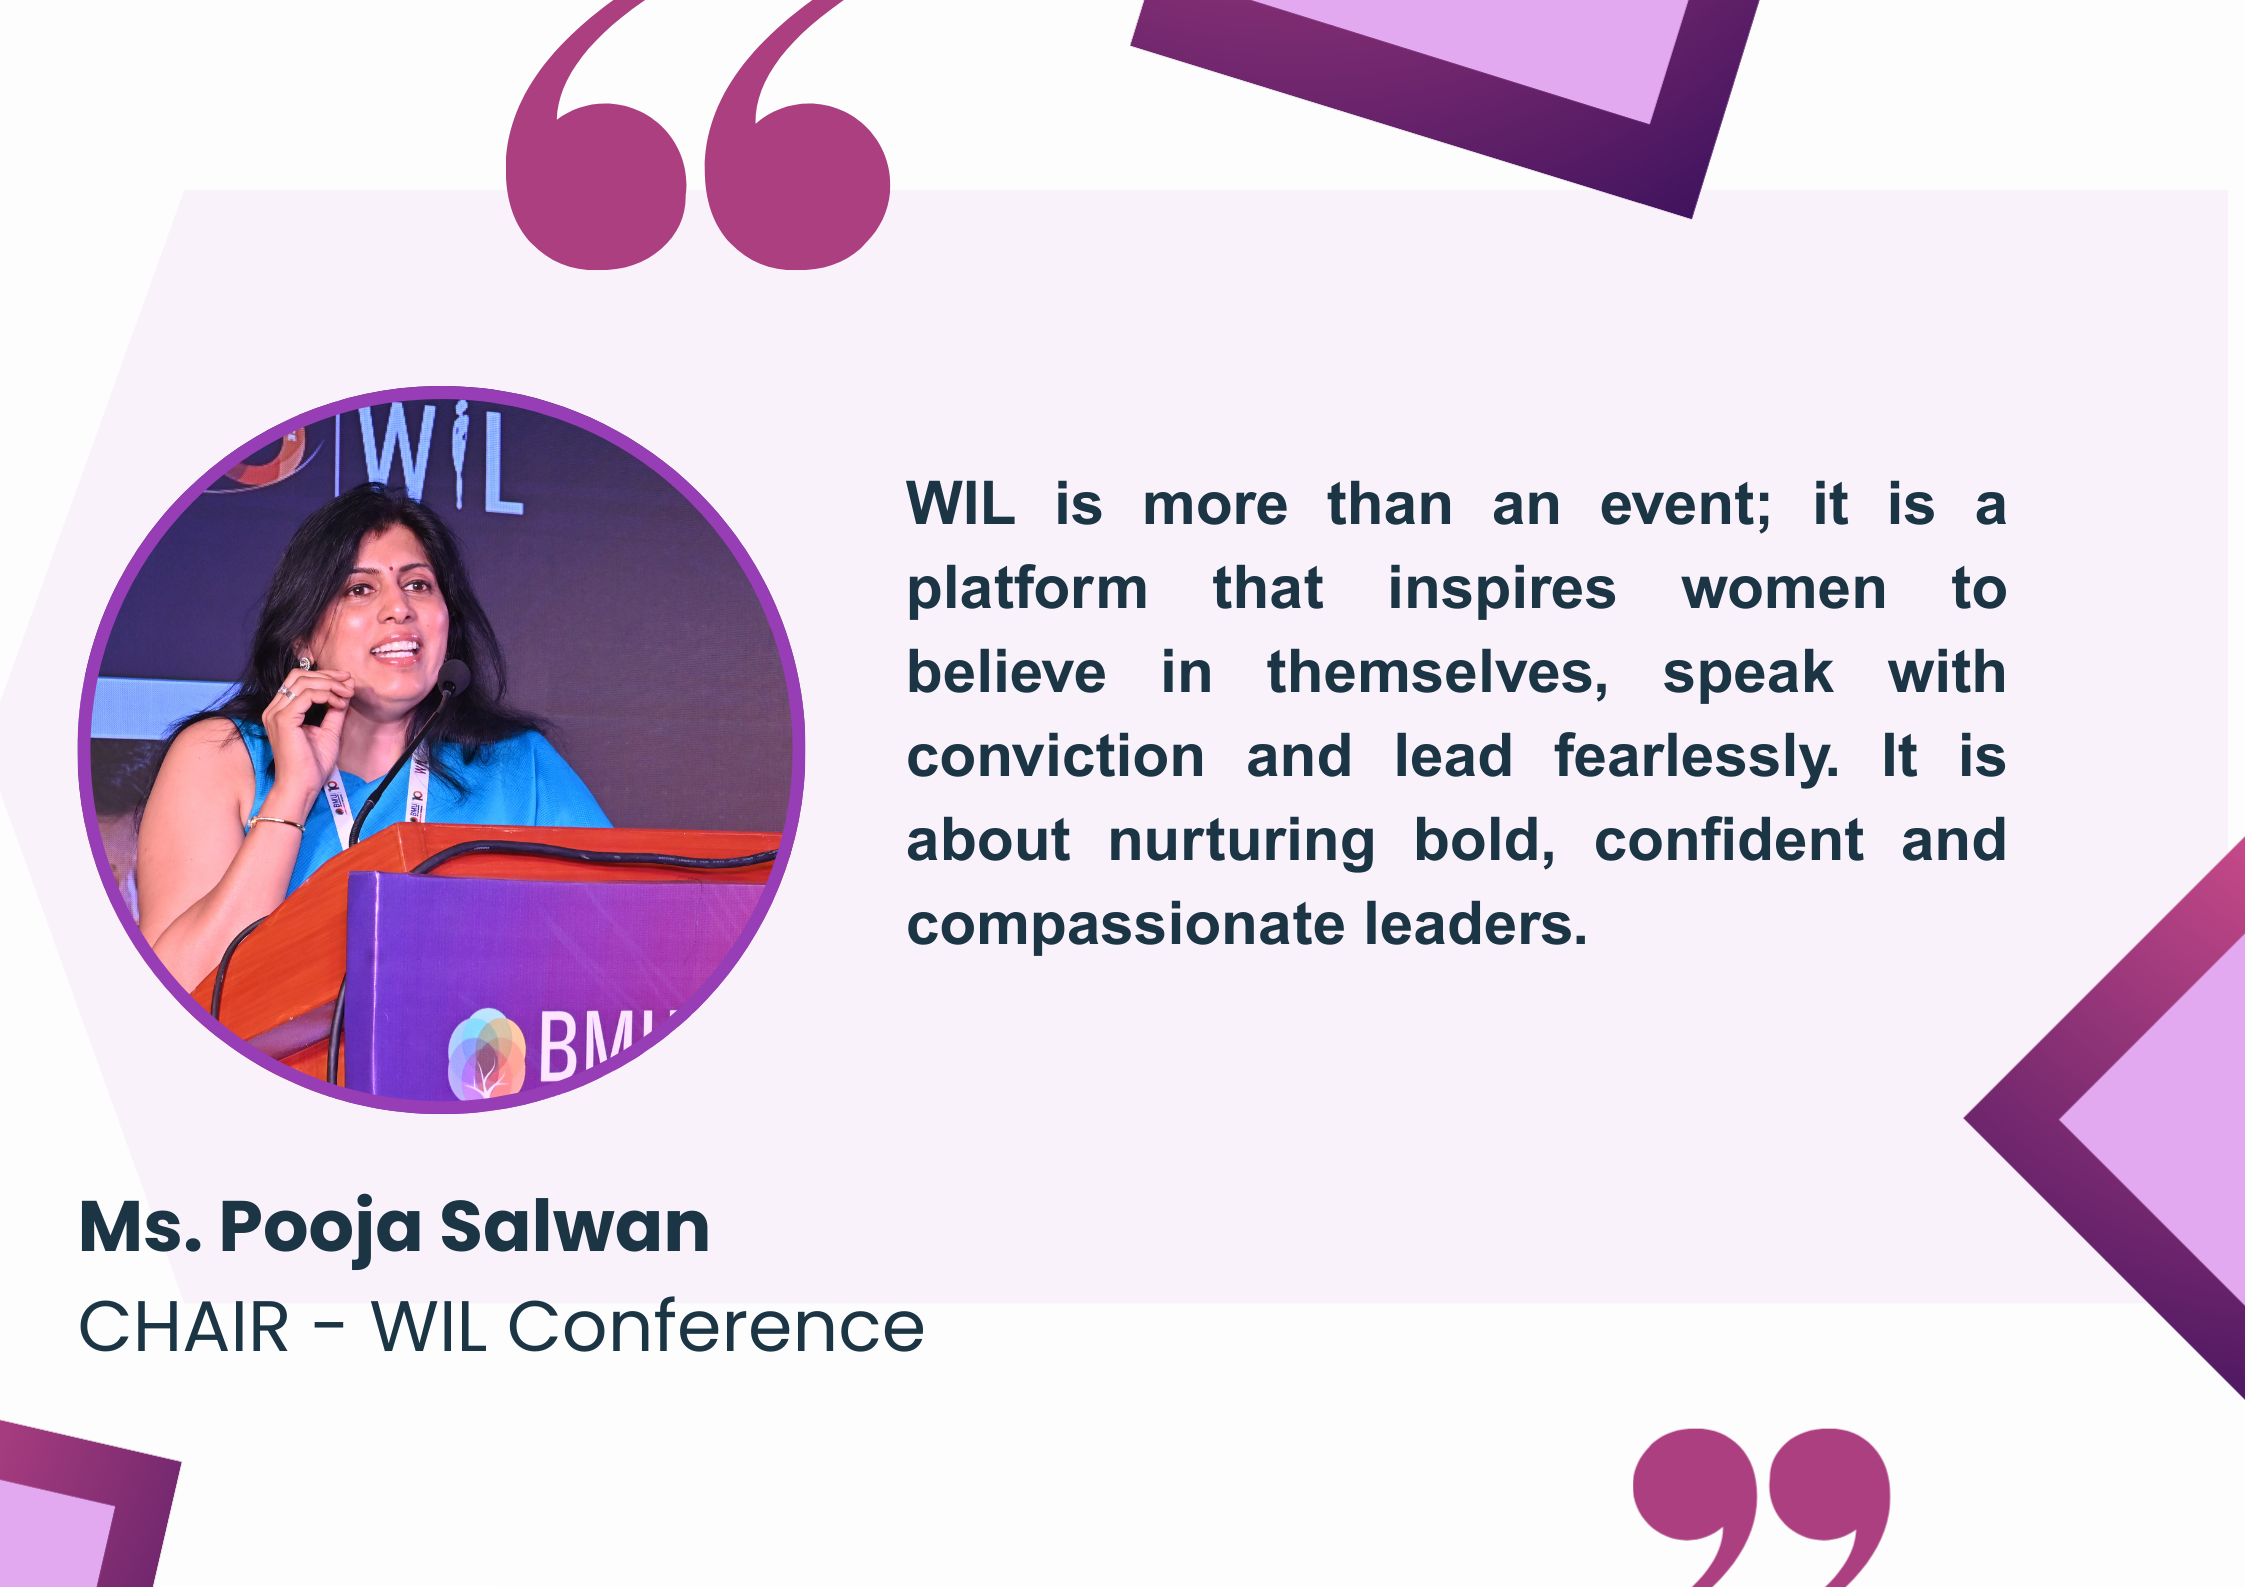 WIL
WIL is more than an event; it is a
platform that inspires women to
believe in themselves, speak with
conviction and lead fearlessly. It is
about nurturing bold, confident and
compassionate leaders.
BMU
Ms. Pooja Salwan
CHAIR - WIL Conference